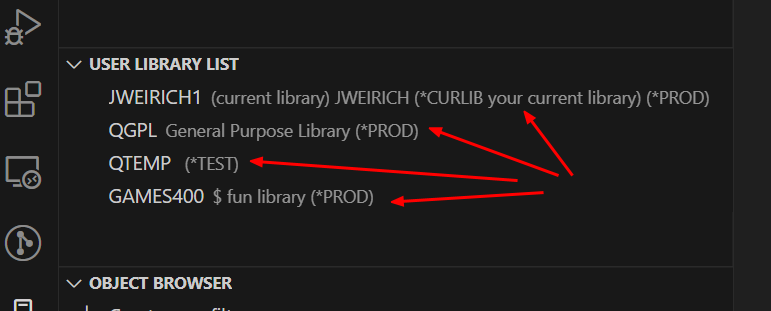 USER LIBRARY LIST
JWEIRICH1 (current library) JWEIRICH (*CURLIB your current library) (*PROD)
QGPL General Purpose Library (*PROD)
QTEMP (*TEST)
GAMES400 $ fun library (*PROD)
OBJECT BROWSER